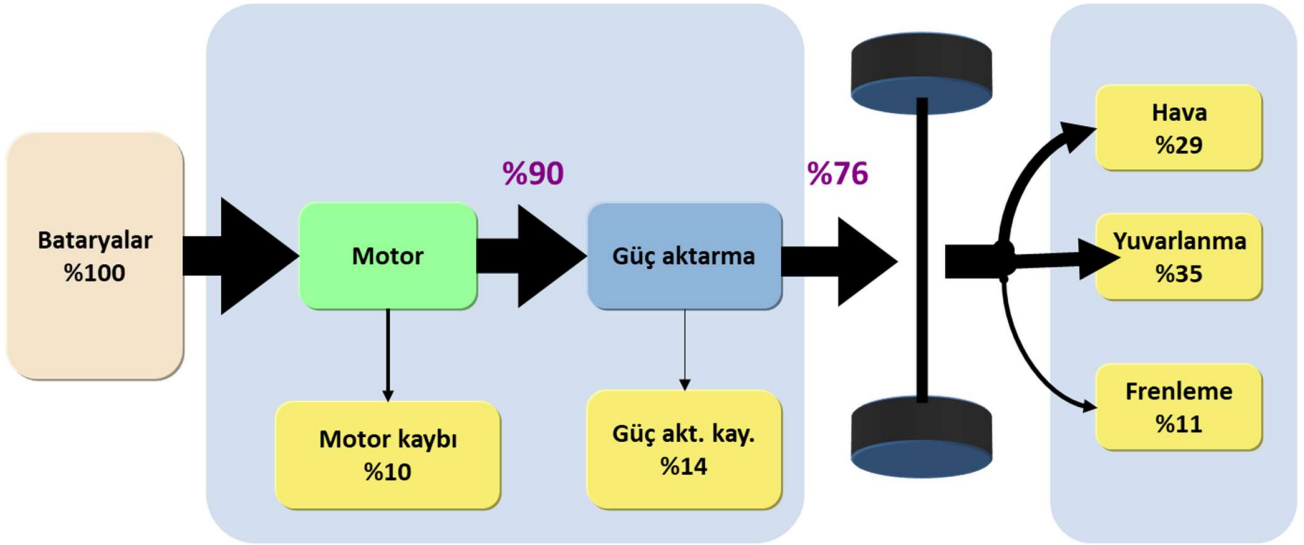 Bataryalar
%100
Motor
%90
Güç aktarma
%76
Motor kaybı
%10
Güç akt. kay.
%14
Hava
%29
Yuvarlanma
%35
Frenleme
%11